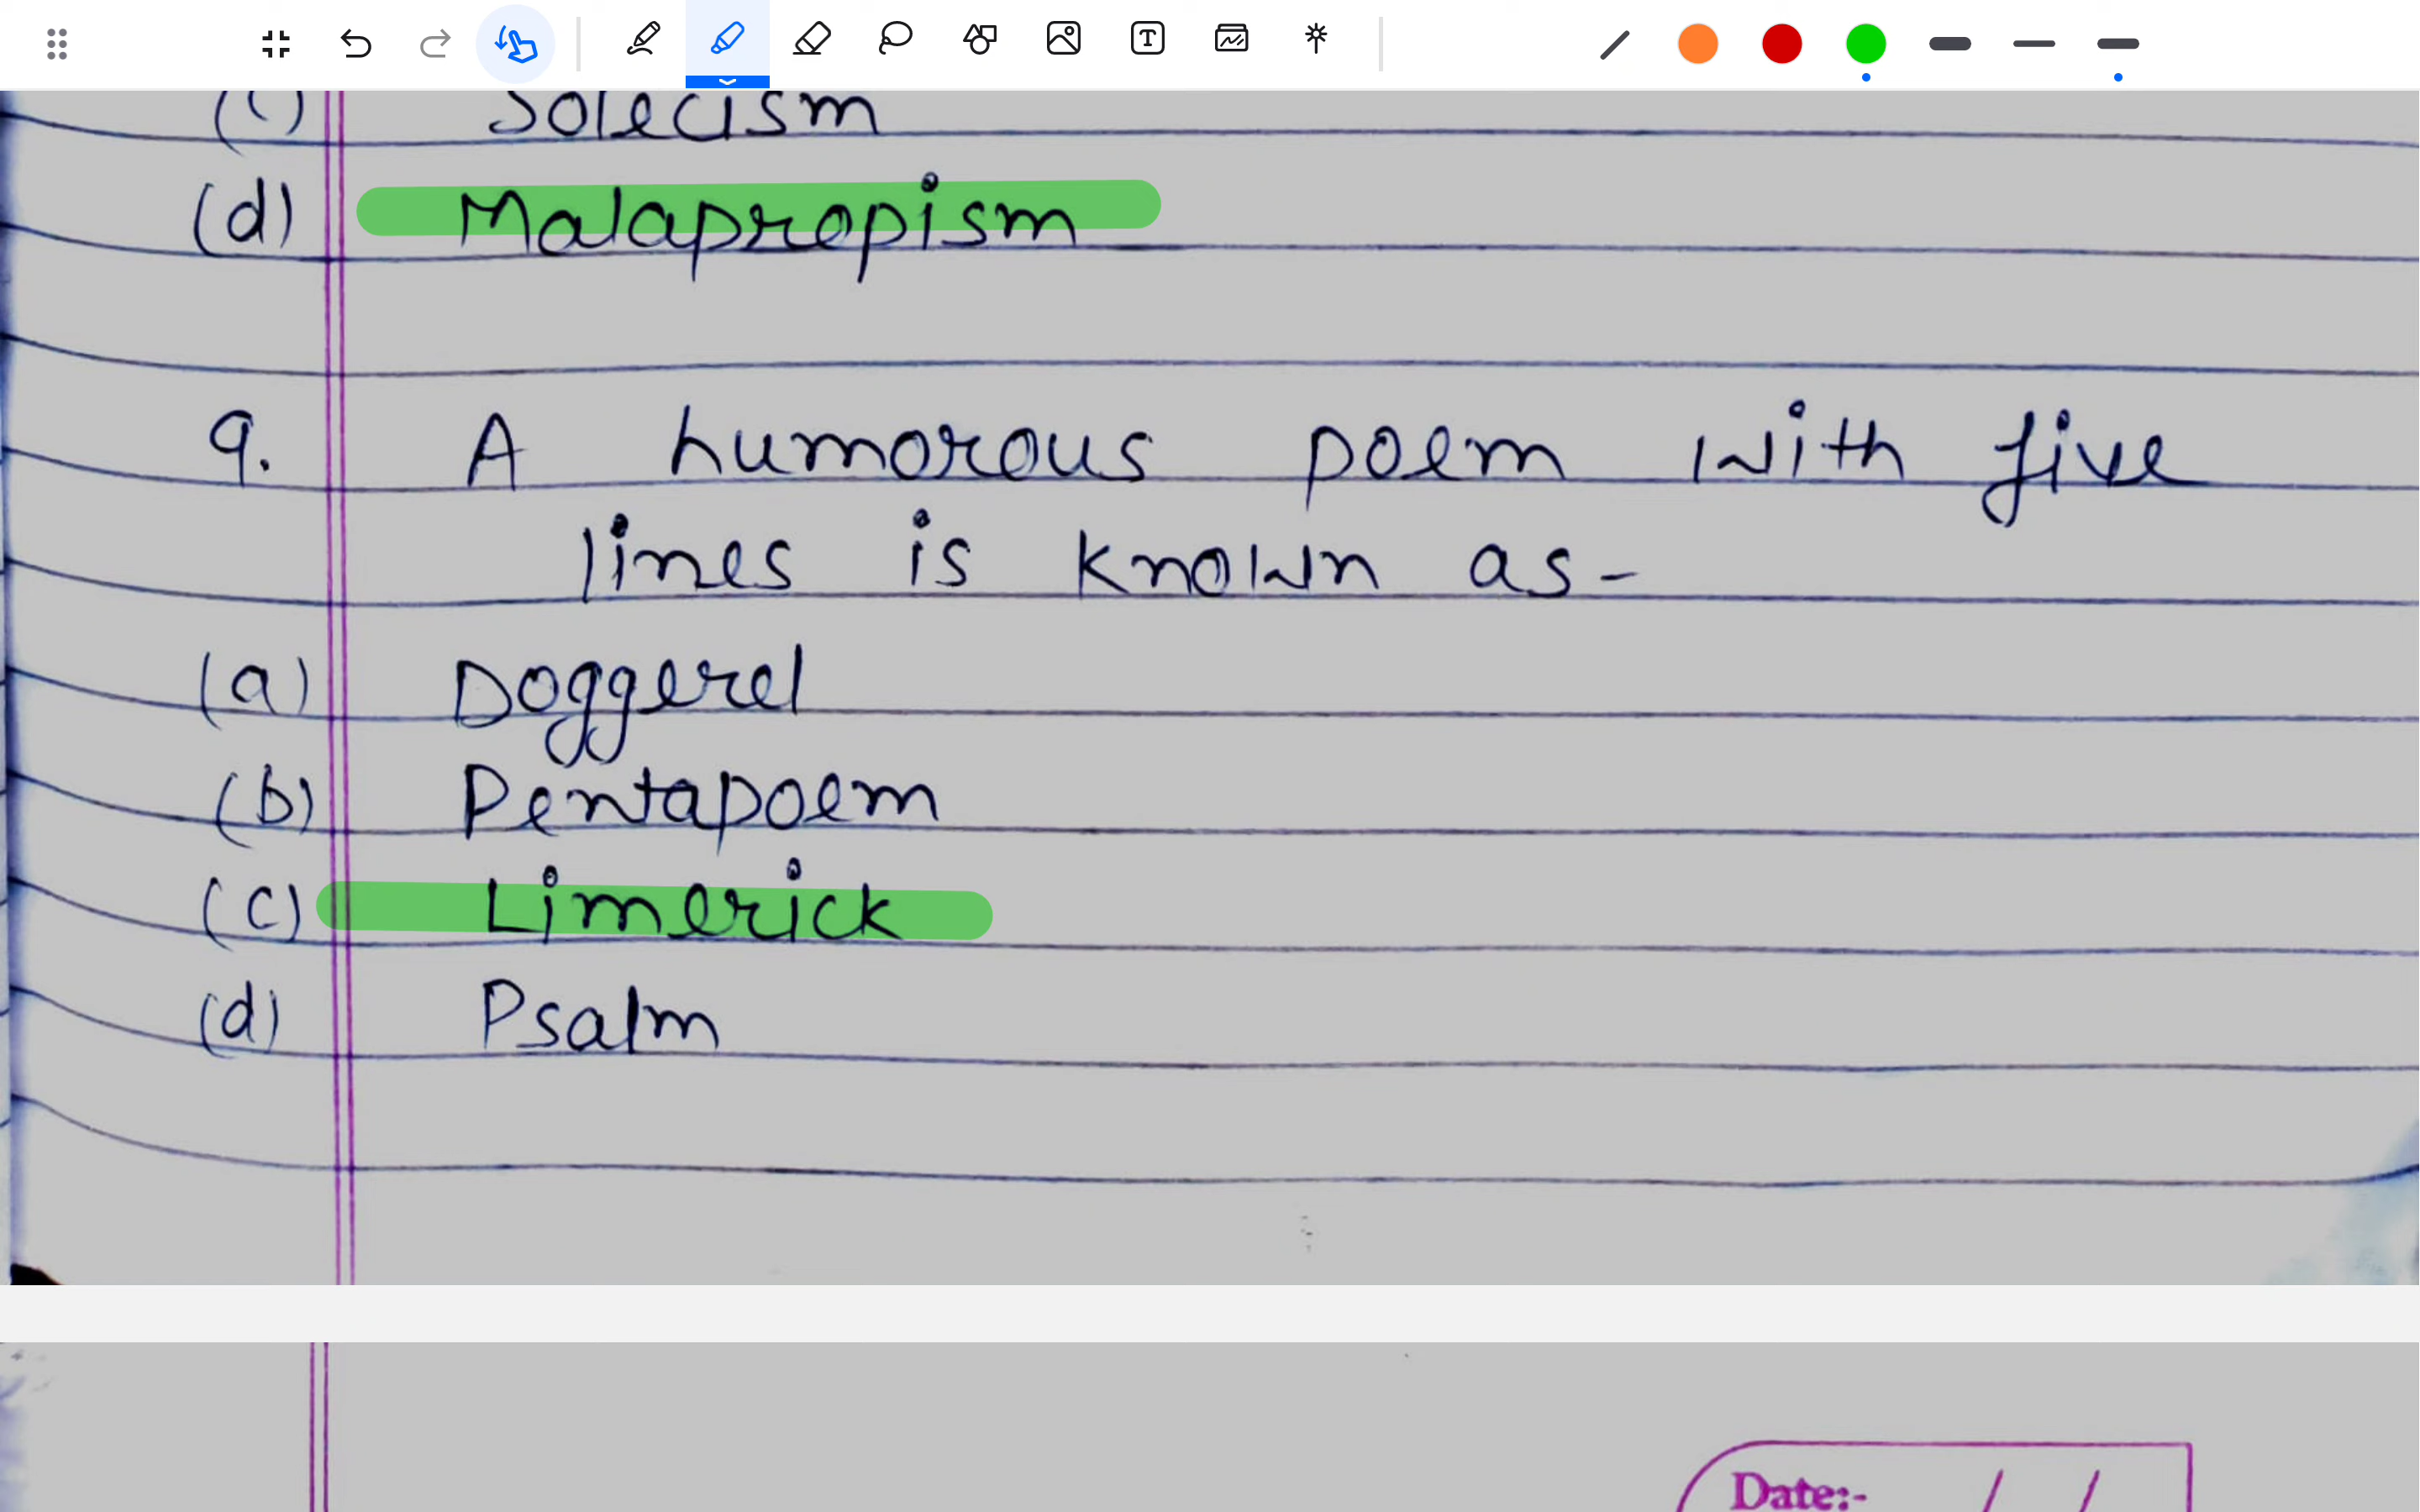 (c) Solecism
(d) Malapropism
9. A humorous poem with five
lines is known as-
(a) Doggerel
(b) Pentapoem
(c) Limerick
(d) Psalm
Date:- / /